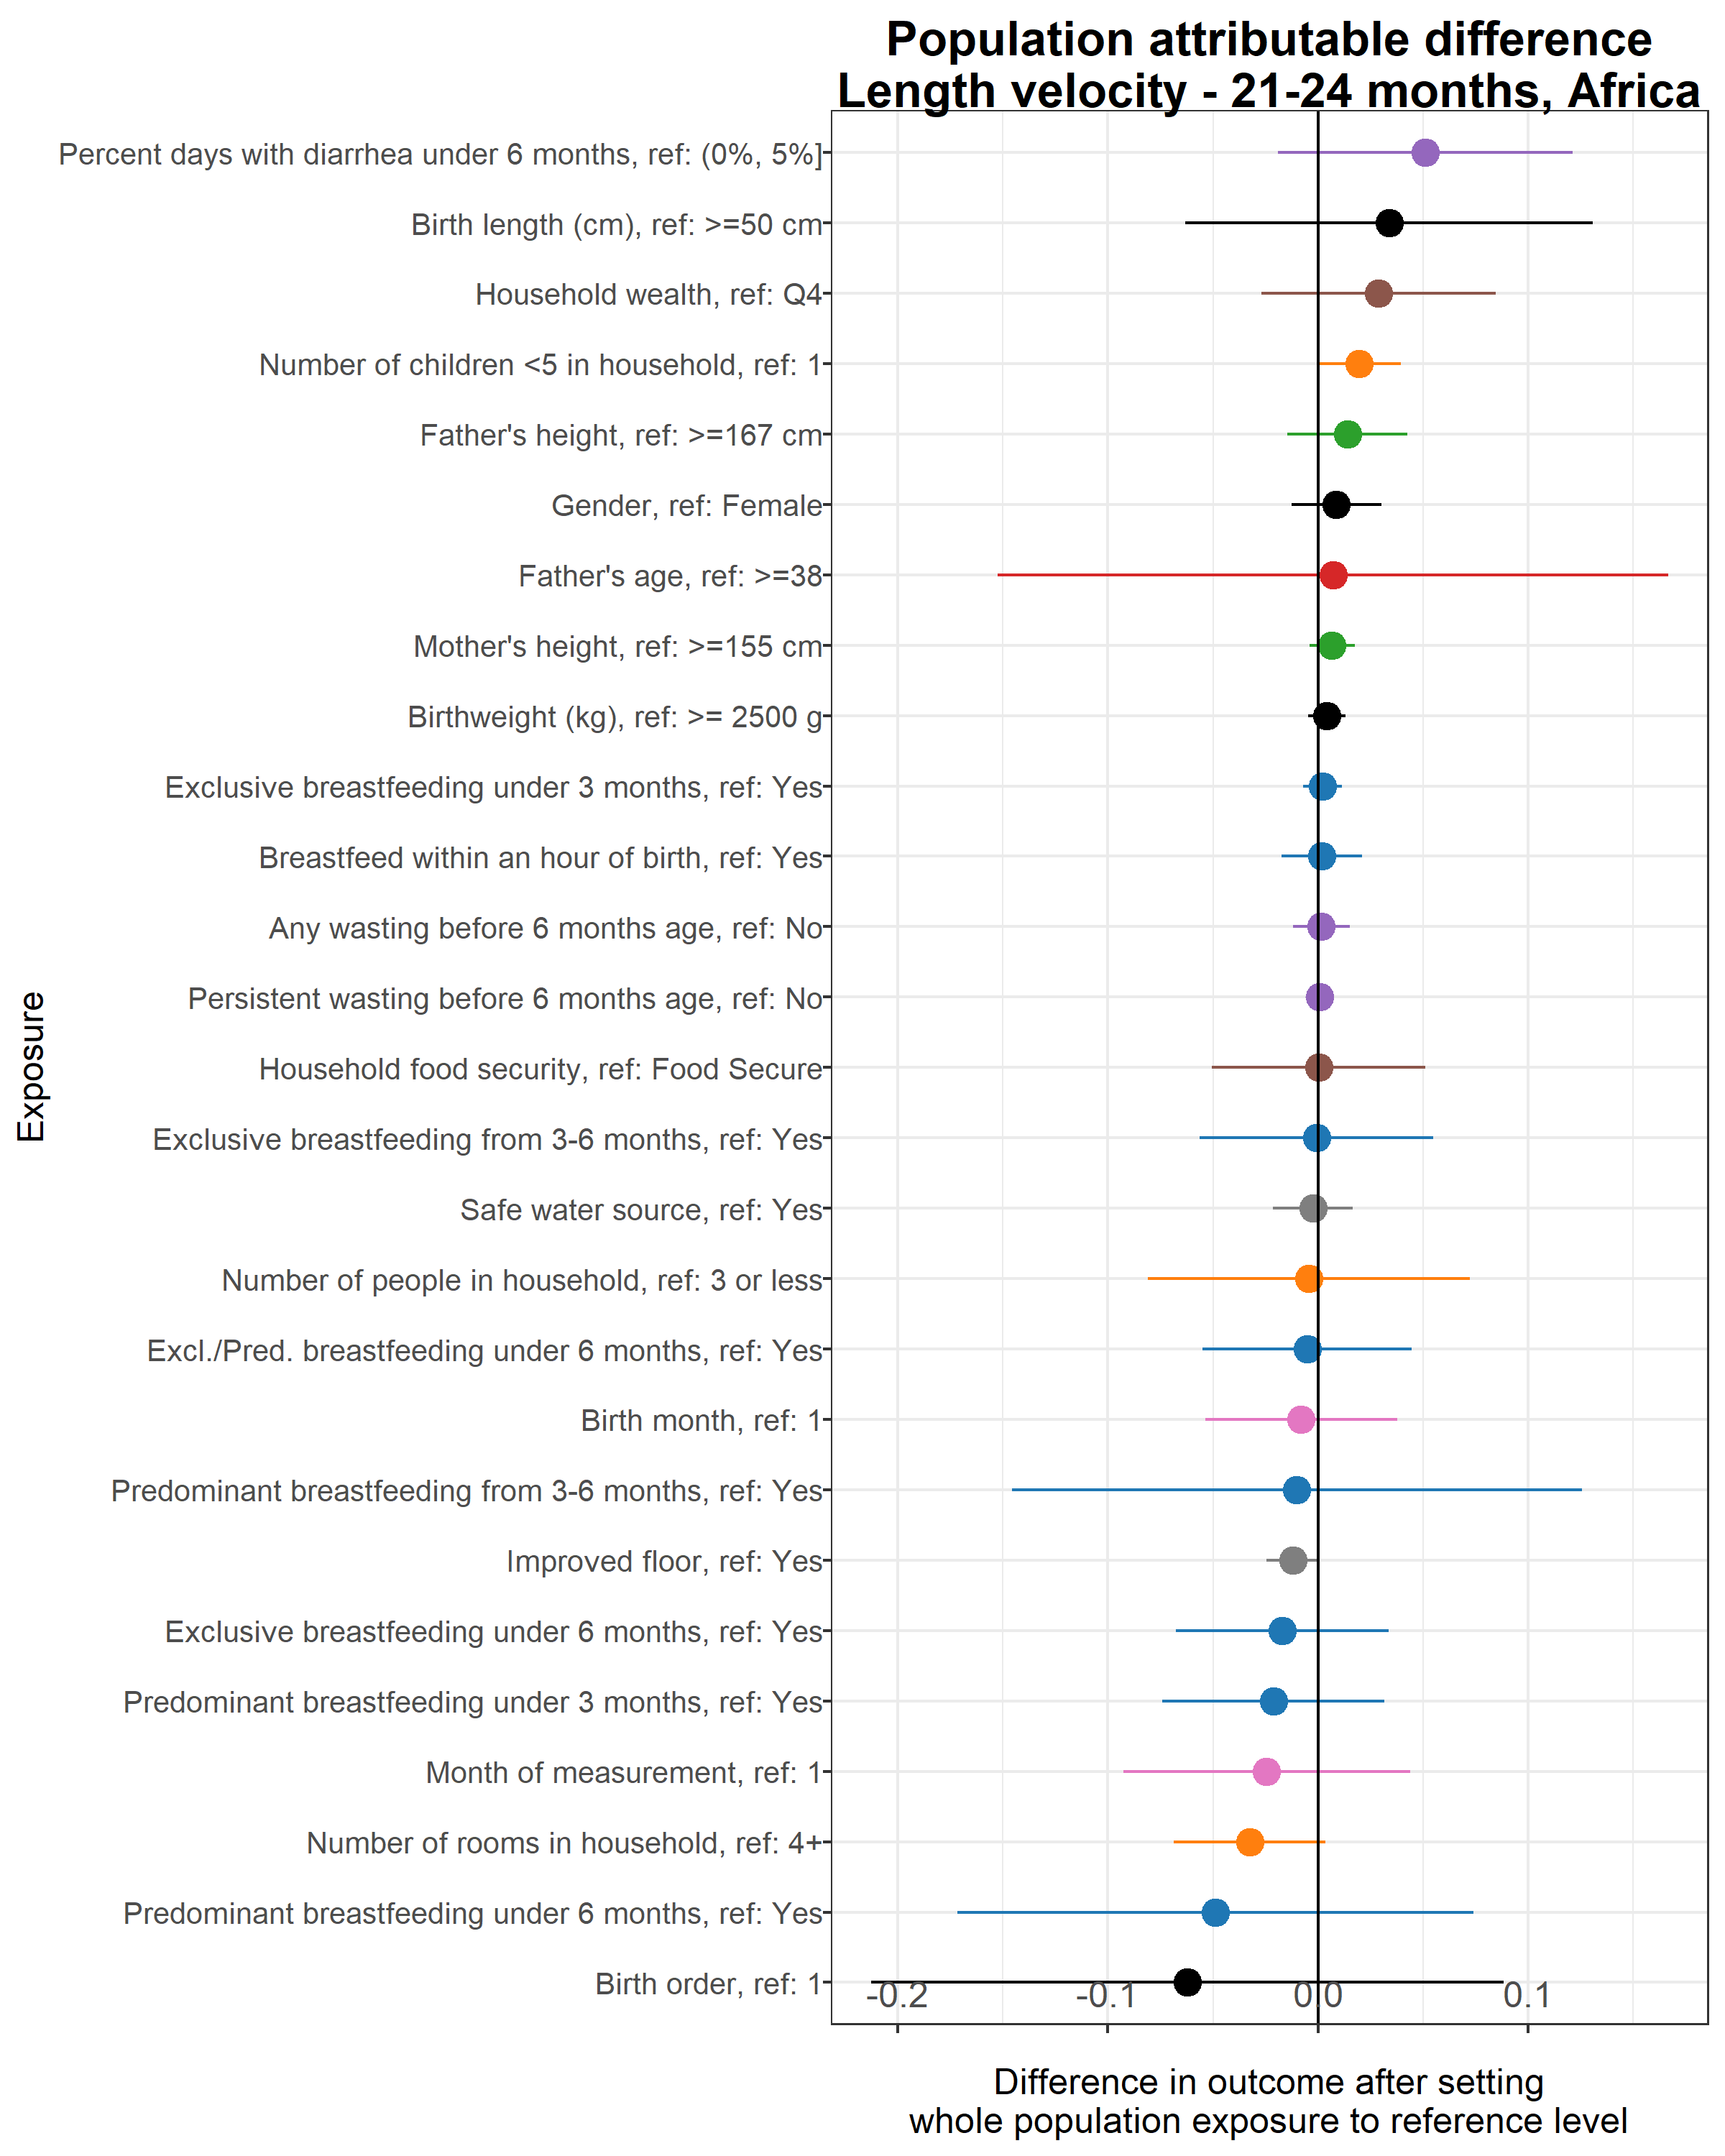 Population attributable difference
Length velocity - 21-24 months, Africa
Percent days with diarrhea under 6 months, ref: (0%, 5%]
Birth length (cm), ref: >=50 cm
Household wealth, ref: Q4
Number of children <5 in household, ref: 1
Father's height, ref: >=167 cm
Gender, ref: Female
Father's age, ref: >=38
Mother's height, ref: >=155 cm
Birthweight (kg), ref: >= 2500 g
Exclusive breastfeeding under 3 months, ref: Yes
Breastfeed within an hour of birth, ref: Yes
Any wasting before 6 months age, ref: No
Persistent wasting before 6 months age, ref: No
Household food security, ref: Food Secure
Exclusive breastfeeding from 3-6 months, ref: Yes
Safe water source, ref: Yes
Number of people in household, ref: 3 or less
Excl./Pred. breastfeeding under 6 months, ref: Yes
Birth month, ref: 1
Predominant breastfeeding from 3-6 months, ref: Yes
Improved floor, ref: Yes
Exclusive breastfeeding under 6 months, ref: Yes
Predominant breastfeeding under 3 months, ref: Yes
Month of measurement, ref: 1
Number of rooms in household, ref: 4+
Predominant breastfeeding under 6 months, ref: Yes
Birth order, ref: 1
Exposure
-0.2 -0.1 0.0 0.1
Difference in outcome after setting
whole population exposure to reference level